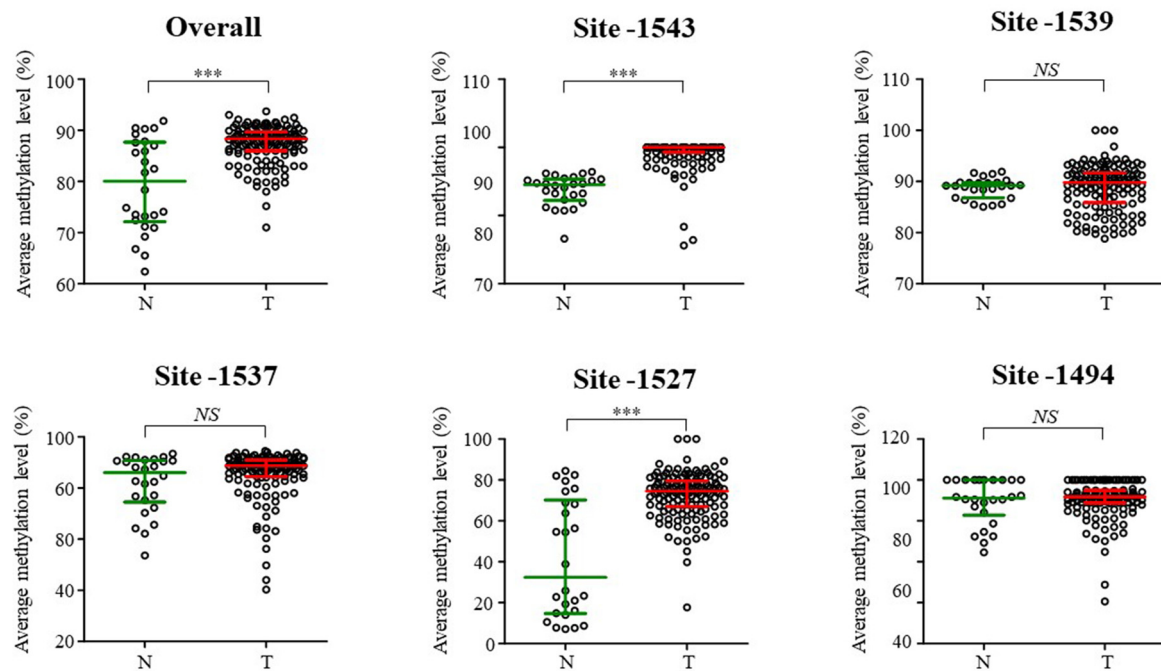 Overall
Average methylation level (%)
100
90
80
70
60
***
N
T
Site -1543
Average methylation level (%)
110
100
90
80
70
***
N
T
Site -1539
Average methylation level (%)
110
100
90
80
70
NS
N
T
Site -1537
Average methylation level (%)
100
60
80
40
20
NS
N
T
Site -1527
Average methylation level (%)
100
80
60
40
20
0
***
N
T
Site -1494
Average methylation level (%)
120
100
80
60
40
NS
N
T